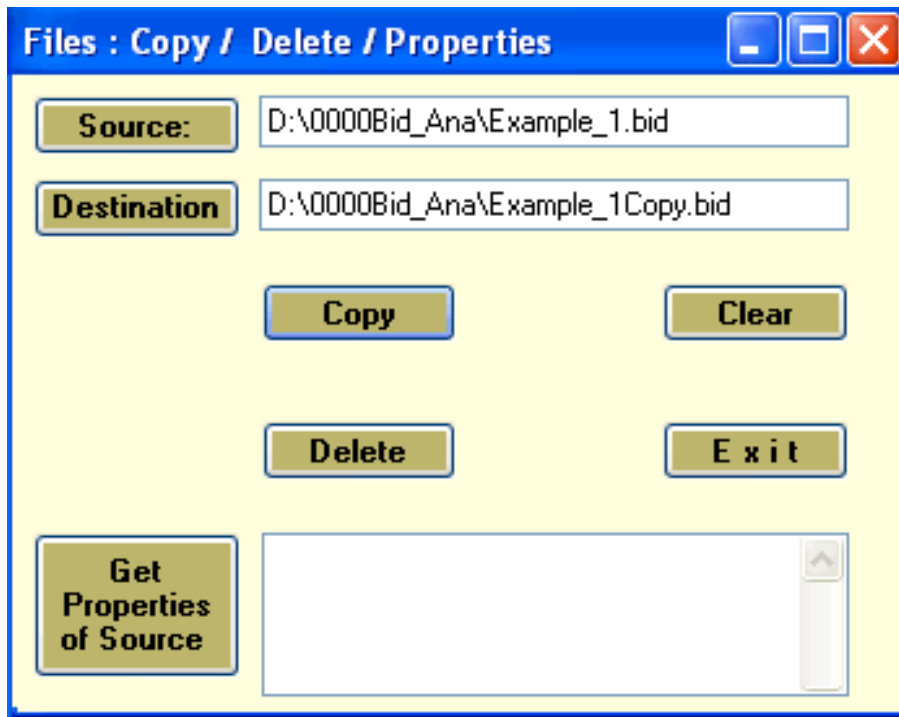 Files : Copy /  Delete / Properties
Source:
D:\0000Bid_Ana\Example_1.bid
Destination
D:\0000Bid_Ana\Example_1Copy.bid
Copy
Clear
Delete
E x i t
Get
Properties
of Source